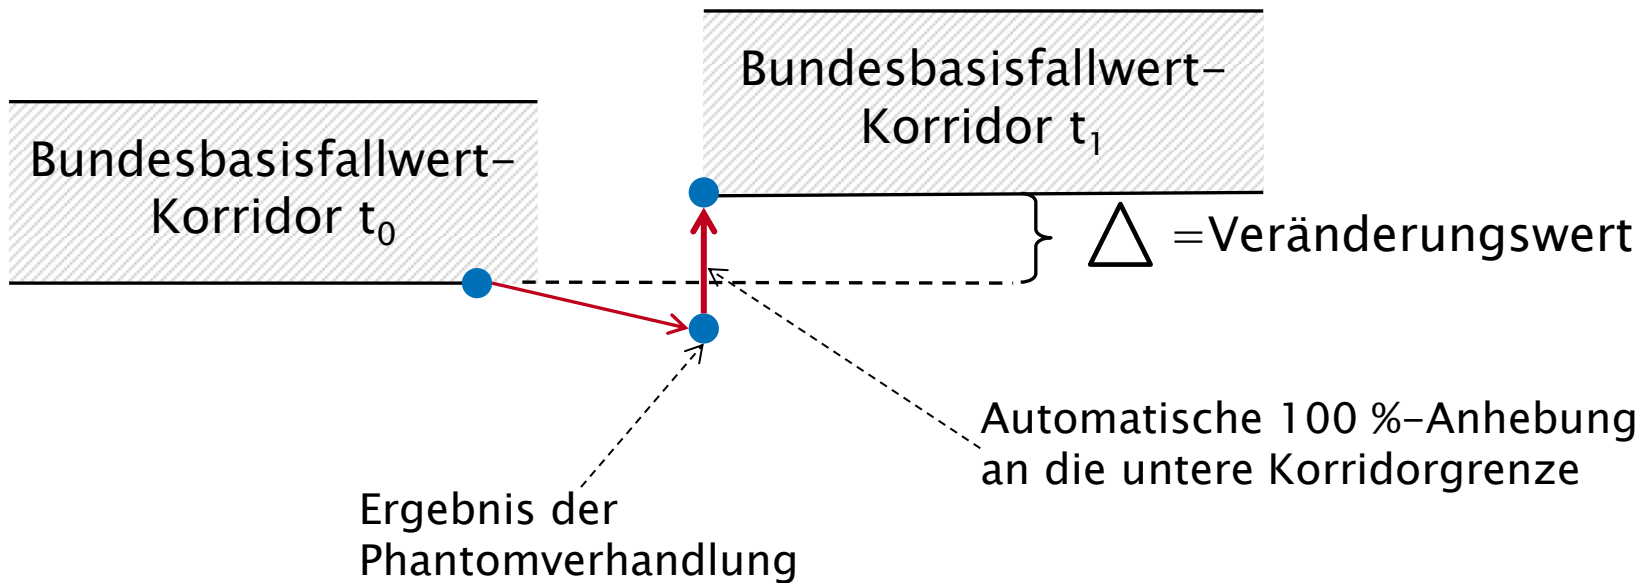 Bundesbasisfallwert-
Korridor t₀
Bundesbasisfallwert-
Korridor t₁
=Veränderungswert
Automatische 100 %-Anhebung
an die untere Korridorgrenze
Ergebnis der
Phantomverhandlung